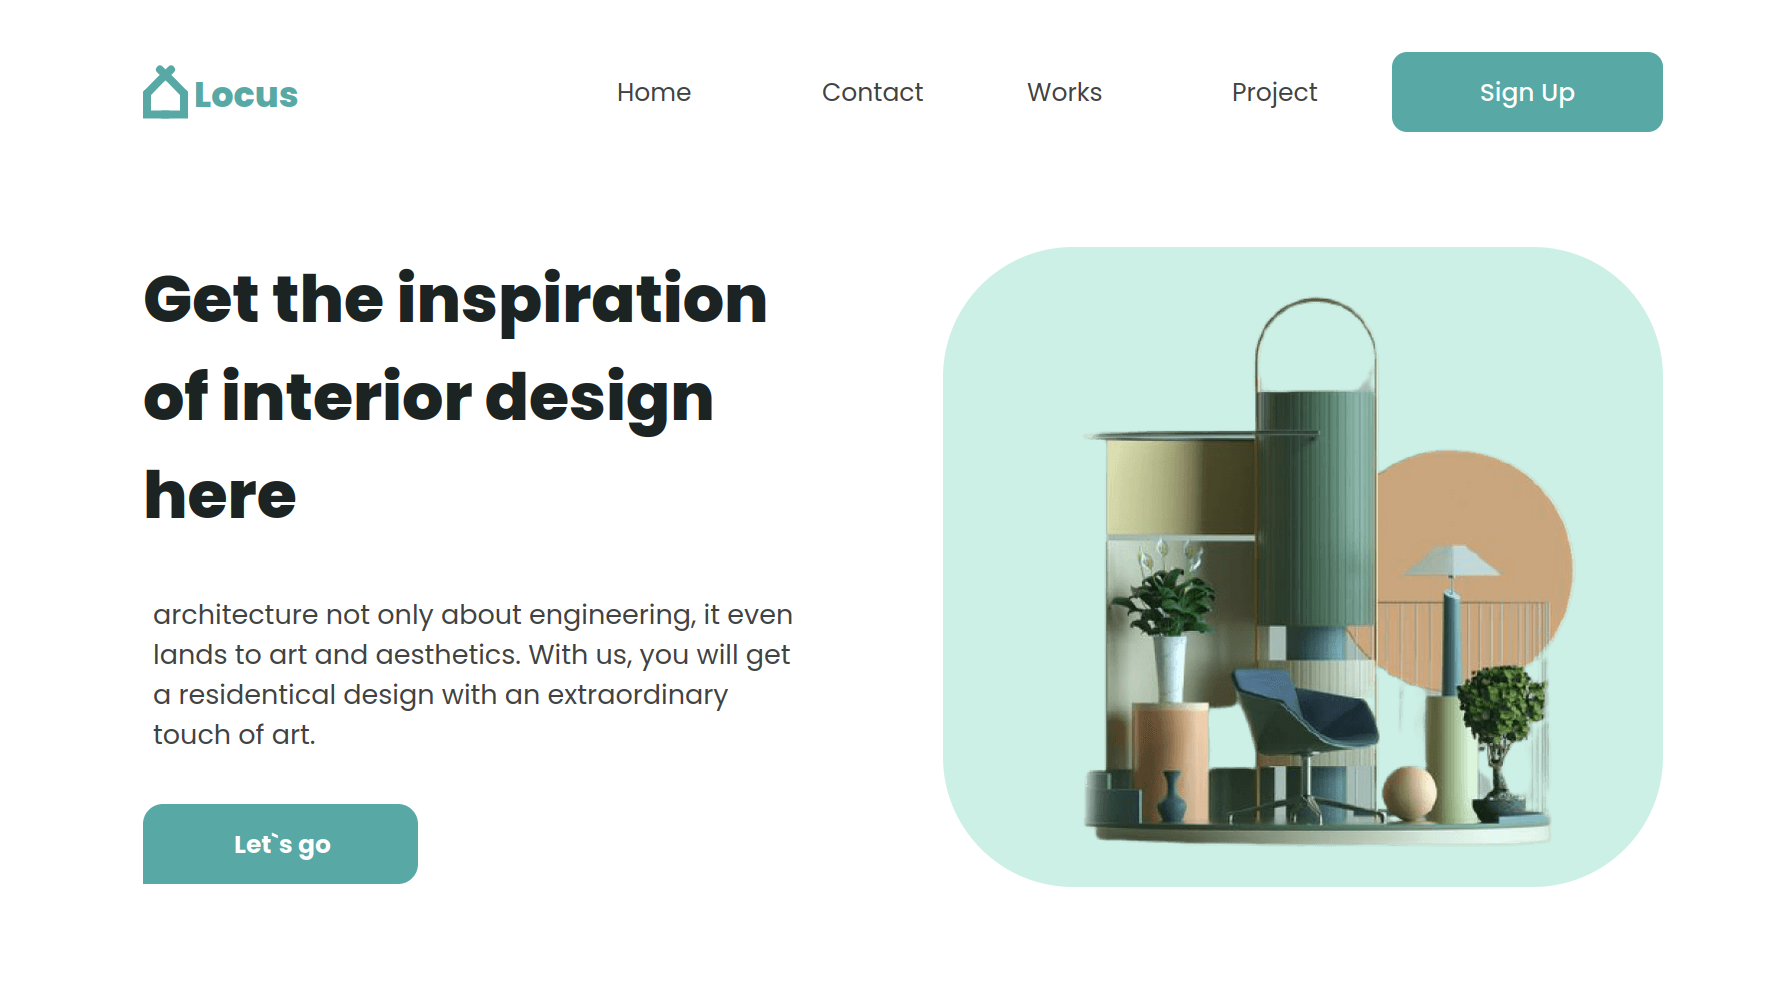 Locus
Home
Contact
Works
Project
Sign Up
Get the inspiration
of interior design
here
architecture not only about engineering, it even
lands to art and aesthetics. With us, you will get
a residentical design with an extraordinary
touch of art.
Let`s go